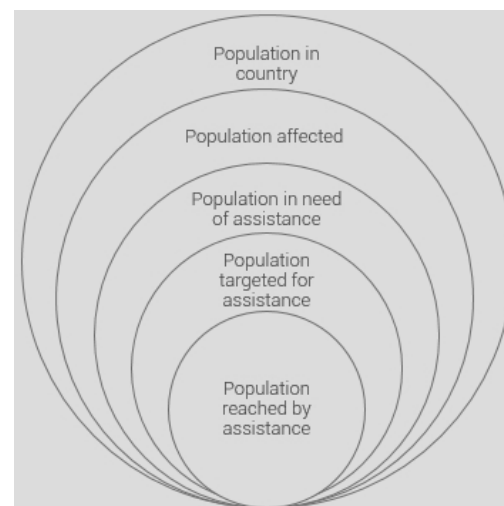 Population in
country
Population affected
Population in need
of assistance
Population
targeted for
assistance
Population
reached by
assistance